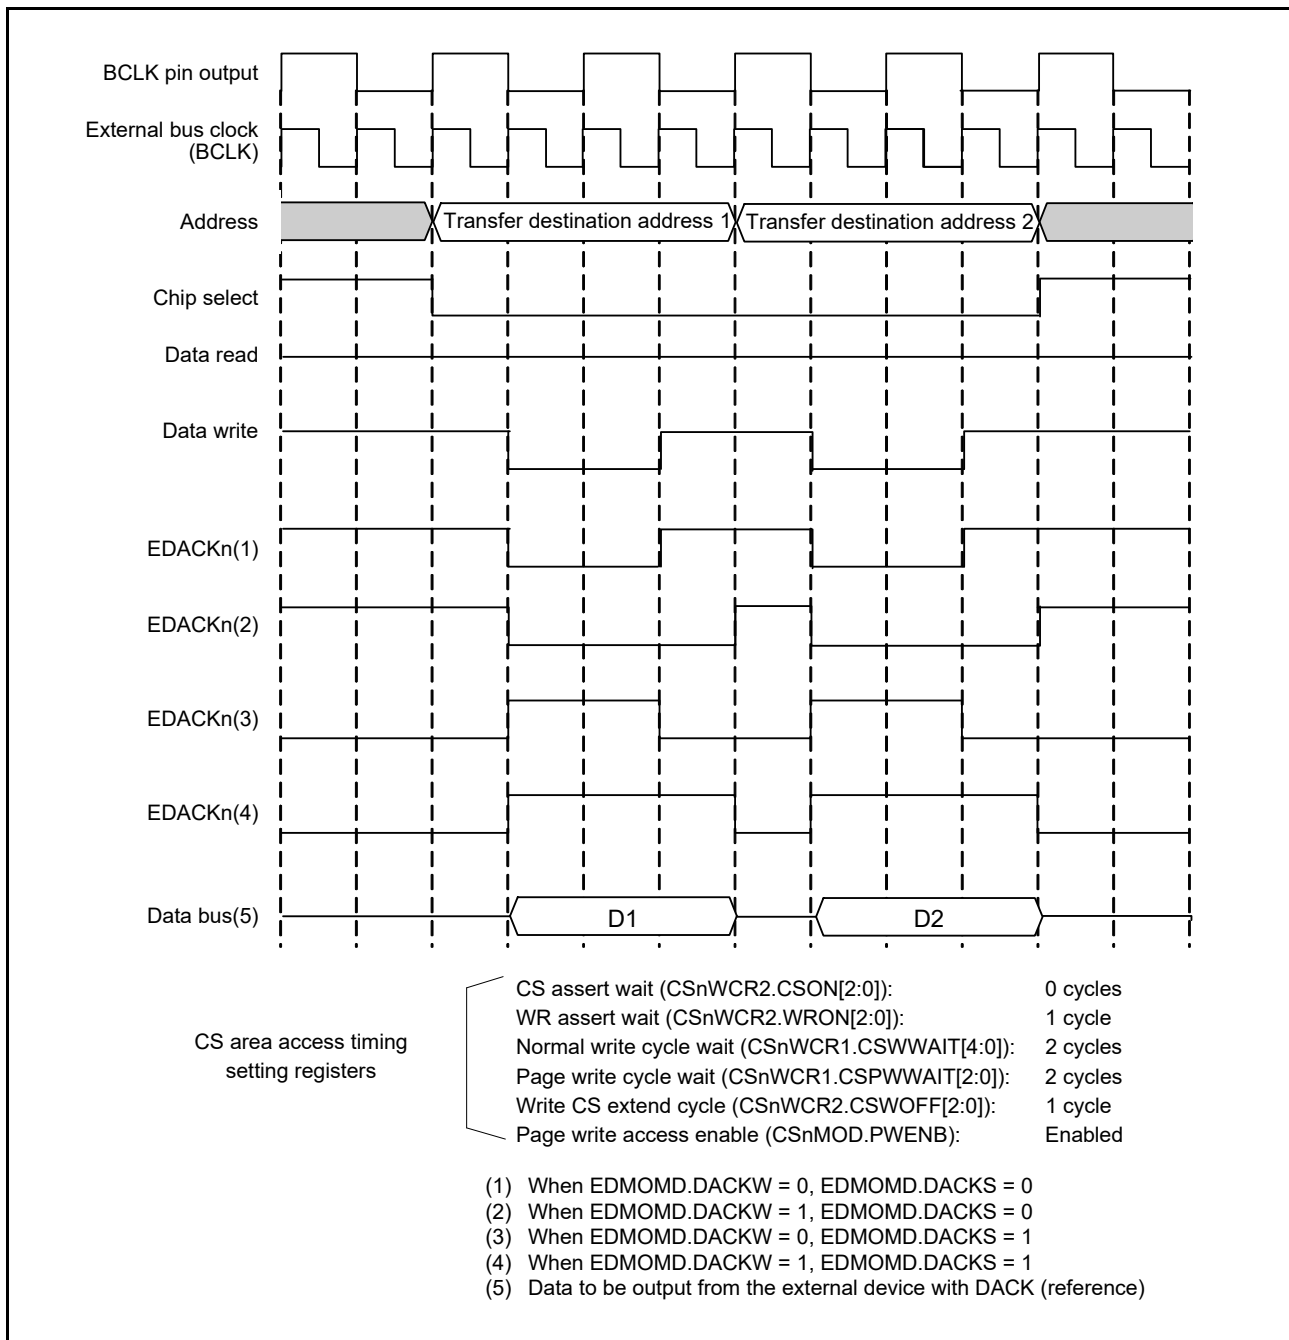 BCLK pin output
External bus clock
(BCLK)
Address
Transfer destination address 1
Transfer destination address 2
Chip select
Data read
Data write
EDACKn(1)
EDACKn(2)
EDACKn(3)
EDACKn(4)
Data bus(5)
D1
D2
CS area access timing
setting registers
CS assert wait (CSnWCR2.CSON[2:0]): 0 cycles
WR assert wait (CSnWCR2.WRON[2:0]): 1 cycle
Normal write cycle wait (CSnWCR1.CSWWAIT[4:0]): 2 cycles
Page write cycle wait (CSnWCR1.CSPWWAIT[2:0]): 2 cycles
Write CS extend cycle (CSnWCR2.CSWOFF[2:0]): 1 cycle
Page write access enable (CSnMOD.PWENB): Enabled
(1) When EDMOMD.DACKW = 0, EDMOMD.DACKS = 0
(2) When EDMOMD.DACKW = 1, EDMOMD.DACKS = 0
(3) When EDMOMD.DACKW = 0, EDMOMD.DACKS = 1
(4) When EDMOMD.DACKW = 1, EDMOMD.DACKS = 1
(5) Data to be output from the external device with DACK (reference)